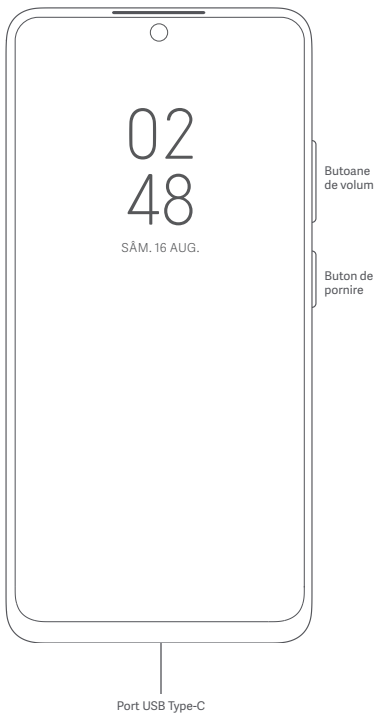 02
48
SÂM. 16 AUG.
Butoane
de volum
Buton de
pornire
Port USB Type-C